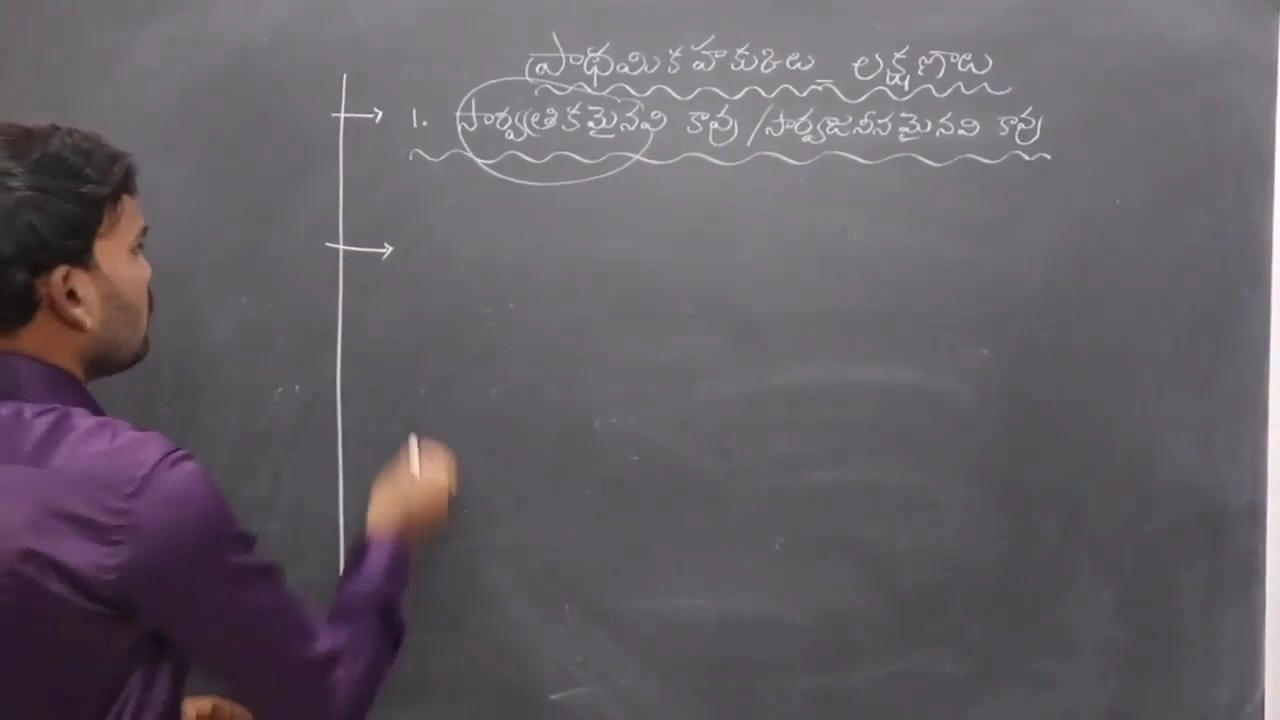 ప్రాథమిక హక్కులు - లక్షణాలు
1. సార్వత్రికమైనవి కావు / సార్వజనీనమైనవి కావు